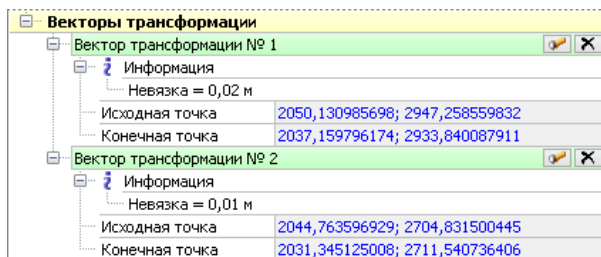 Векторы трансформации
Вектор трансформации № 1
Информация
Невязка = 0,02 м
Исходная точка 2050,130985698; 2947,258559832
Конечная точка 2037,159796174; 2933,840087911
Вектор трансформации № 2
Информация
Невязка = 0,01 м
Исходная точка 2044,763596929; 2704,831500445
Конечная точка 2031,345125008; 2711,540736406